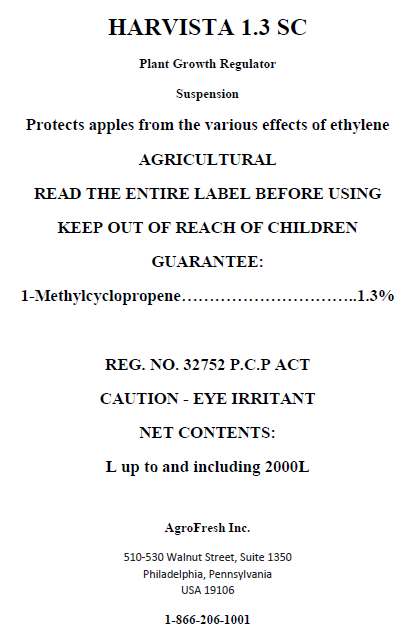 HARVISTA 1.3 SC
Plant Growth Regulator
Suspension
Protects apples from the various effects of ethylene
AGRICULTURAL
READ THE ENTIRE LABEL BEFORE USING
KEEP OUT OF REACH OF CHILDREN
GUARANTEE:
1-Methylcyclopropene…………………………..1.3%
REG. NO. 32752 P.C.P ACT
CAUTION - EYE IRRITANT
NET CONTENTS:
L up to and including 2000L
AgroFresh Inc.
510-530 Walnut Street, Suite 1350
Philadelphia, Pennsylvania
USA 19106
1-866-206-1001